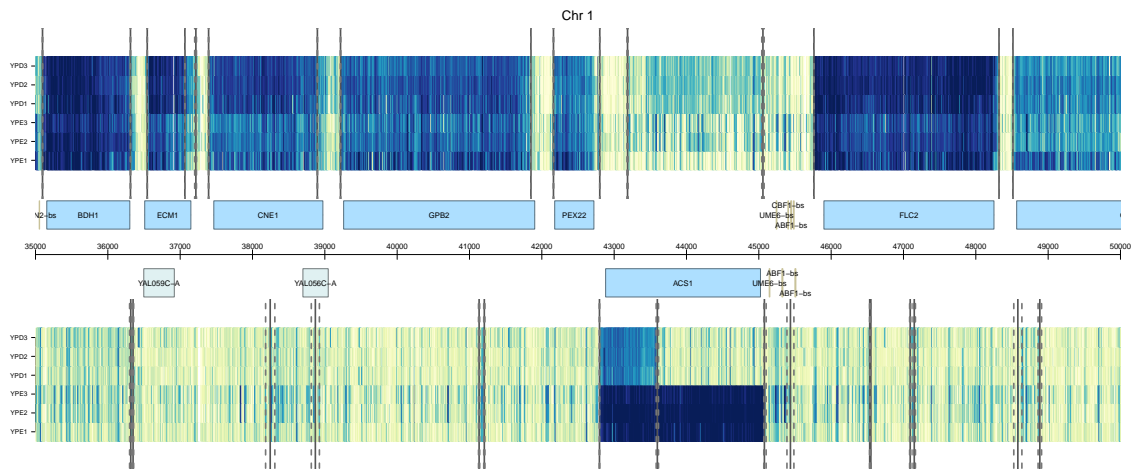 Chr 1
YPD3
YPD2
YPD1
YPE3
YPE2
YPE1
CBF1-bs
N2-bs BDH1 ECM1 CNE1 GPB2 PEX22 UME6-bs FLC2
ABF1-bs
35000 36000 37000 38000 39000 40000 41000 42000 43000 44000 45000 46000 47000 48000 49000 50000
ABF1-bs
YAL059C-A YAL056C-A ACS1 UME6-bs
ABF1-bs
YPD3
YPD2
YPD1
YPE3
YPE2
YPE1